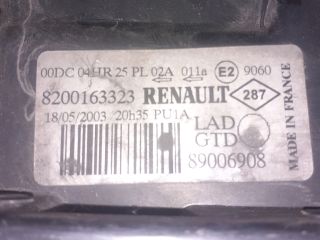 00DC 04HR 25 PL 02A 011a E2 9060
8200163323 RENAULT 287
18/05/2003 20h35 PU1A
LAD
GTD
89006908
MADE IN FRANCE